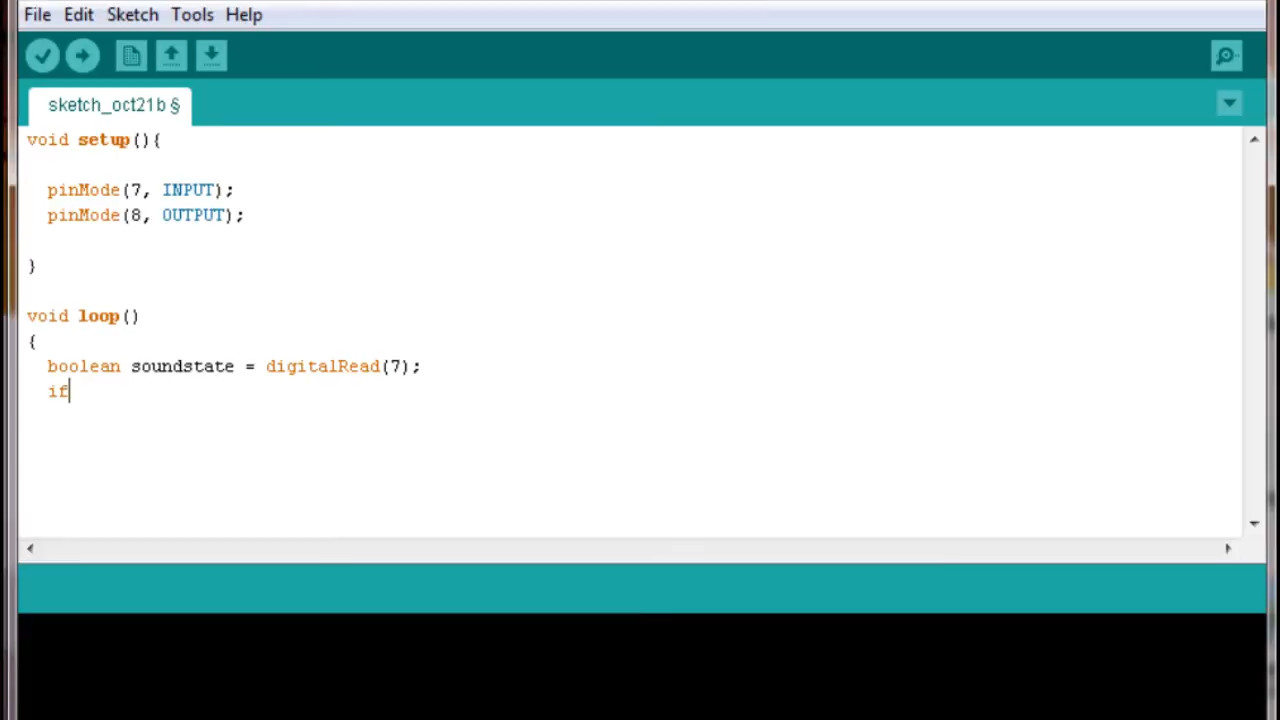 File Edit Sketch Tools Help
sketch_oct21b §
void setup(){
pinMode(7, INPUT);
pinMode(8, OUTPUT);
}
void loop()
{
boolean soundstate = digitalRead(7);
if